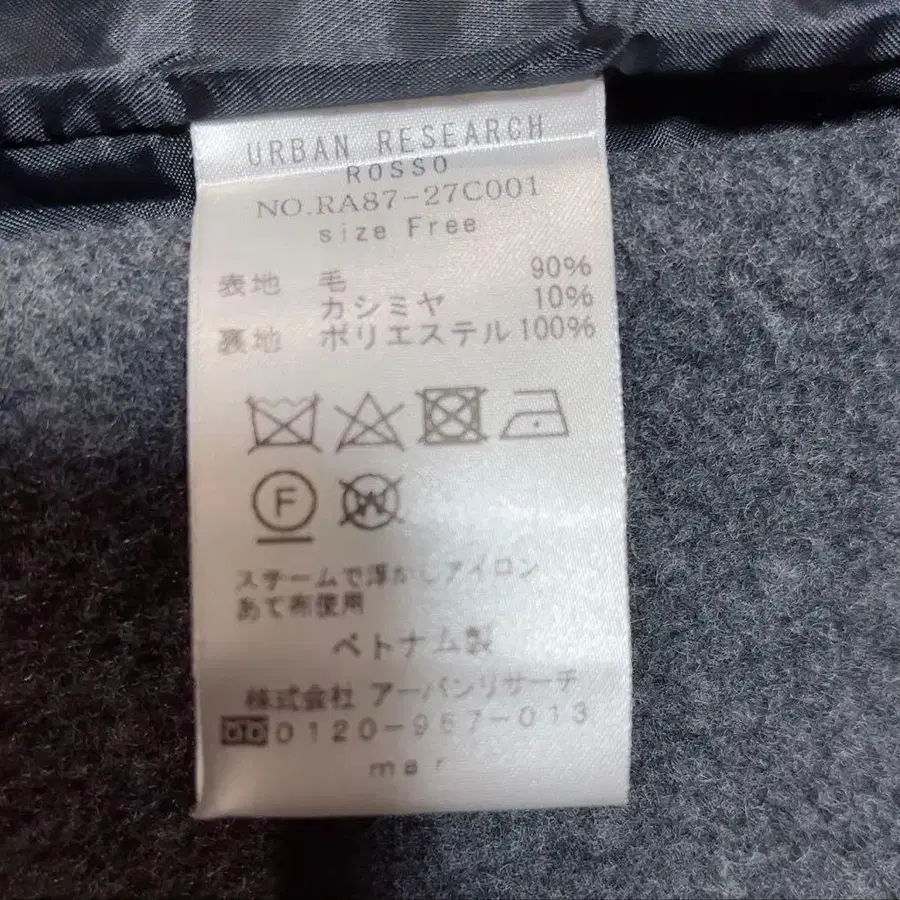 URBAN RESEARCH
ROSSO
NO.RA87-27C001
size Free
表地 毛 90%
カシミヤ 10%
裏地 ポリエステル 100%
F
W
スチームで浮かしアイロン
あて布使用
ベトナム製
株式会社 アーバンリサーチ
0120-967-013
mar